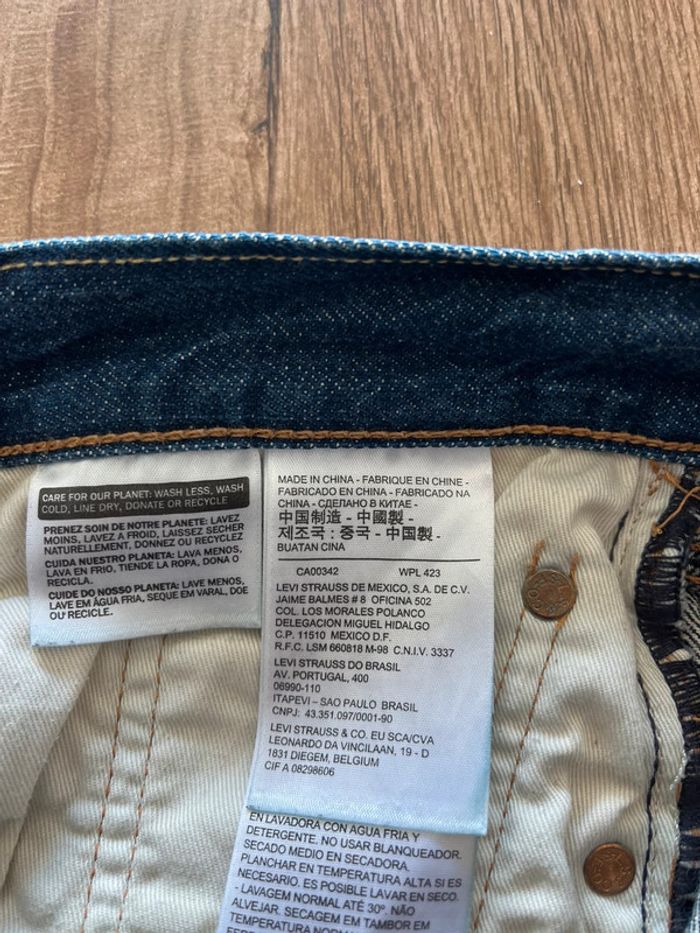 CARE FOR OUR PLANET: WASH LESS, WASH
COLD, LINE DRY, DONATE OR RECYCLE
PRENEZ SOIN DE NOTRE PLANETE: LAVEZ
MOINS, LAVEZ A FROID, LAISSEZ SECHER
NATURELLEMENT, DONNEZ OU RECYCLEZ
CUIDA NUESTRO PLANETA: LAVA MENOS,
LAVA EN FRIO, TIENDE LA ROPA, DONA O
RECICLA.
CUIDE DO NOSSO PLANETA: LAVE MENOS,
LAVE EM ÁGUA FRIA, SEQUE EM VARAL, DOE
OU RECICLE.
MADE IN CHINA - FABRIQUE EN CHINE -
FABRICADO EN CHINA - FABRICADO NA
CHINA - СДЕЛАНО В КИТАЕ -
中国制造 - 中國製 -
제조국 : 중국 - 中国製 -
BUATAN CINA
CA00342 WPL 423
LEVI STRAUSS DE MEXICO, S.A. DE C.V.
JAIME BALMES # 8 OFICINA 502
COL. LOS MORALES POLANCO
DELEGACION MIGUEL HIDALGO
C.P. 11510 MEXICO D.F.
R.F.C. LSM 660818 M-98 C.N.I.V. 3337
LEVI STRAUSS DO BRASIL
AV. PORTUGAL, 400
06990-110
ITAPEVI – SAO PAULO BRASIL
CNPJ: 43.351.097/0001-90
LEVI STRAUSS & CO. EU SCA/CVA
LEONARDO DA VINCILAAN, 19 - D
1831 DIEGEM, BELGIUM
CIF A 08298606
EN LAVADORA CON AGUA FRIA Y
DETERGENTE. NO USAR BLANQUEADOR.
SECADO MEDIO EN SECADORA.
PLANCHAR EN TEMPERATURA ALTA SI ES
NECESARIO. ES POSIBLE LAVAR EN SECO.
- LAVAGEM NORMAL ATÉ 30°. NÃO
ALVEJAR. SECAGEM EM TAMBOR EM
TEMPERATURA